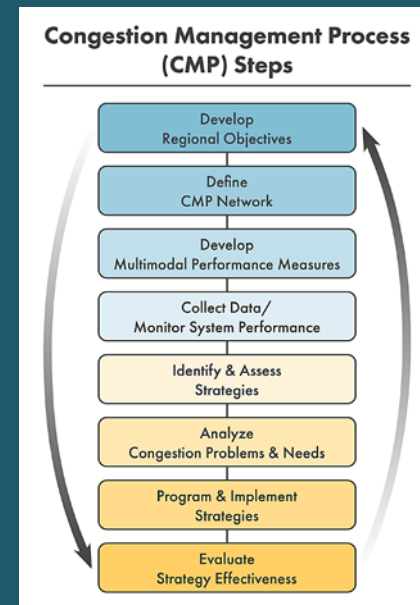 Congestion Management Process
(CMP) Steps
Develop
Regional Objectives
Define
CMP Network
Develop
Multimodal Performance Measures
Collect Data/
Monitor System Performance
Identify & Assess
Strategies
Analyze
Congestion Problems & Needs
Program & Implement
Strategies
Evaluate
Strategy Effectiveness